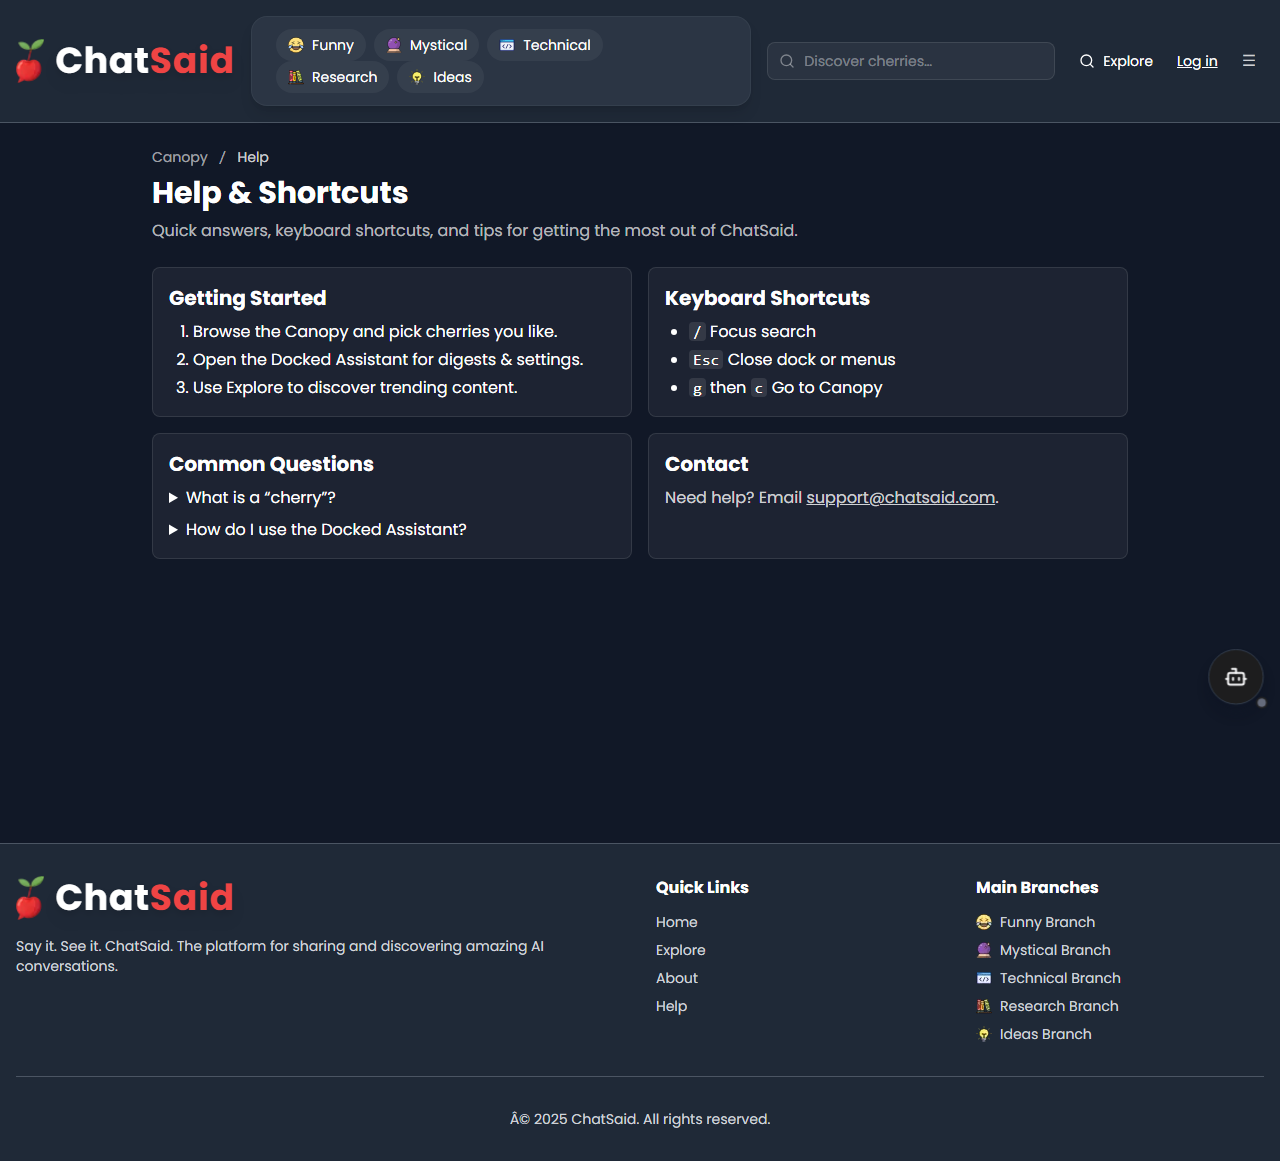 ChatSaid
😂 Funny 🔮 Mystical Technical
Research 💡 Ideas
Discover cherries…
Explore
Log in
☰
Canopy / Help
Help & Shortcuts
Quick answers, keyboard shortcuts, and tips for getting the most out of ChatSaid.
Getting Started
1. Browse the Canopy and pick cherries you like.
2. Open the Docked Assistant for digests & settings.
3. Use Explore to discover trending content.
Keyboard Shortcuts
• / Focus search
• Esc Close dock or menus
• g then c Go to Canopy
Common Questions
▶ What is a “cherry”?
▶ How do I use the Docked Assistant?
Contact
Need help? Email support@chatsaid.com.
ChatSaid
Say it. See it. ChatSaid. The platform for sharing and discovering amazing AI
conversations.
Quick Links
Home
Explore
About
Help
Main Branches
😂 Funny Branch
🔮 Mystical Branch
Technical Branch
Research Branch
💡 Ideas Branch
Â© 2025 ChatSaid. All rights reserved.